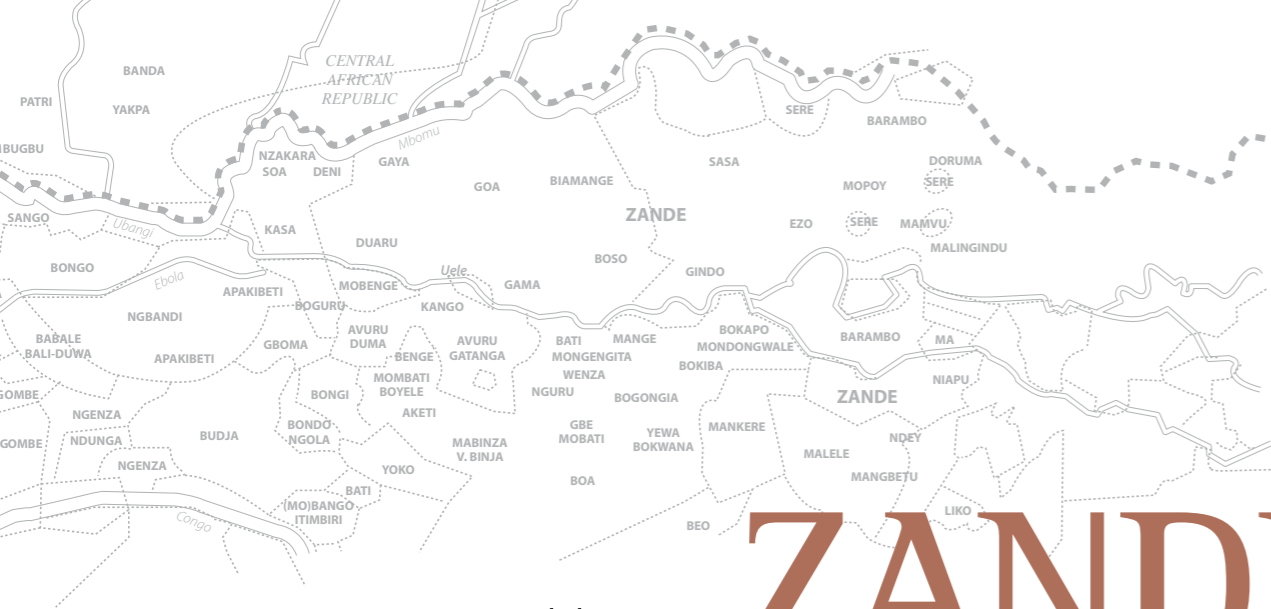 CENTRAL
AFRICAN
REPUBLIC
BANDA
PATRI
YAKPA
BUGBU
Mbomu
SERE
BARAMBO
NZAKARA
SOA
DENI
GAYA
SASA
DORUMA
GOA
BIAMANGE
MOPOY
SERE
SANGO
Ubangi
ZANDE
KASA
EZO
SERE
MAMVU
DUARU
MALINGINDU
BONGO
Ebola
BOSO
Uele
GINDO
APAKIBETI
MOBENGE
GAMA
BOGURU
KANGO
NGBANDI
BABALE
BALI-DUWA
APAKIBETI
GBOMA
AVURU
DUMA
BENGE
AVURU
GATANGA
BATI
MONGENGITA
WENZA
MANGE
BOKAPO
MONDONGWALE
BARAMBO
MA
BOKIBA
MOMBATI
BOYELE
NIAPU
GOMBE
BONGI
NGURU
BOGONGIA
ZANDE
AKETI
NGENZA
GOMBE
NDUNGA
BUDJA
BONDO
NGOLA
MABINZA
V. BINJA
GBE
MOBATI
YEWA
BOKWANA
MANKERE
NDEY
MALELE
NGENZA
YOKO
BOA
MANGBETU
BATI
(MO)BANGO
ITIMBIRI
Congo
BEO
LIKO
ZAND